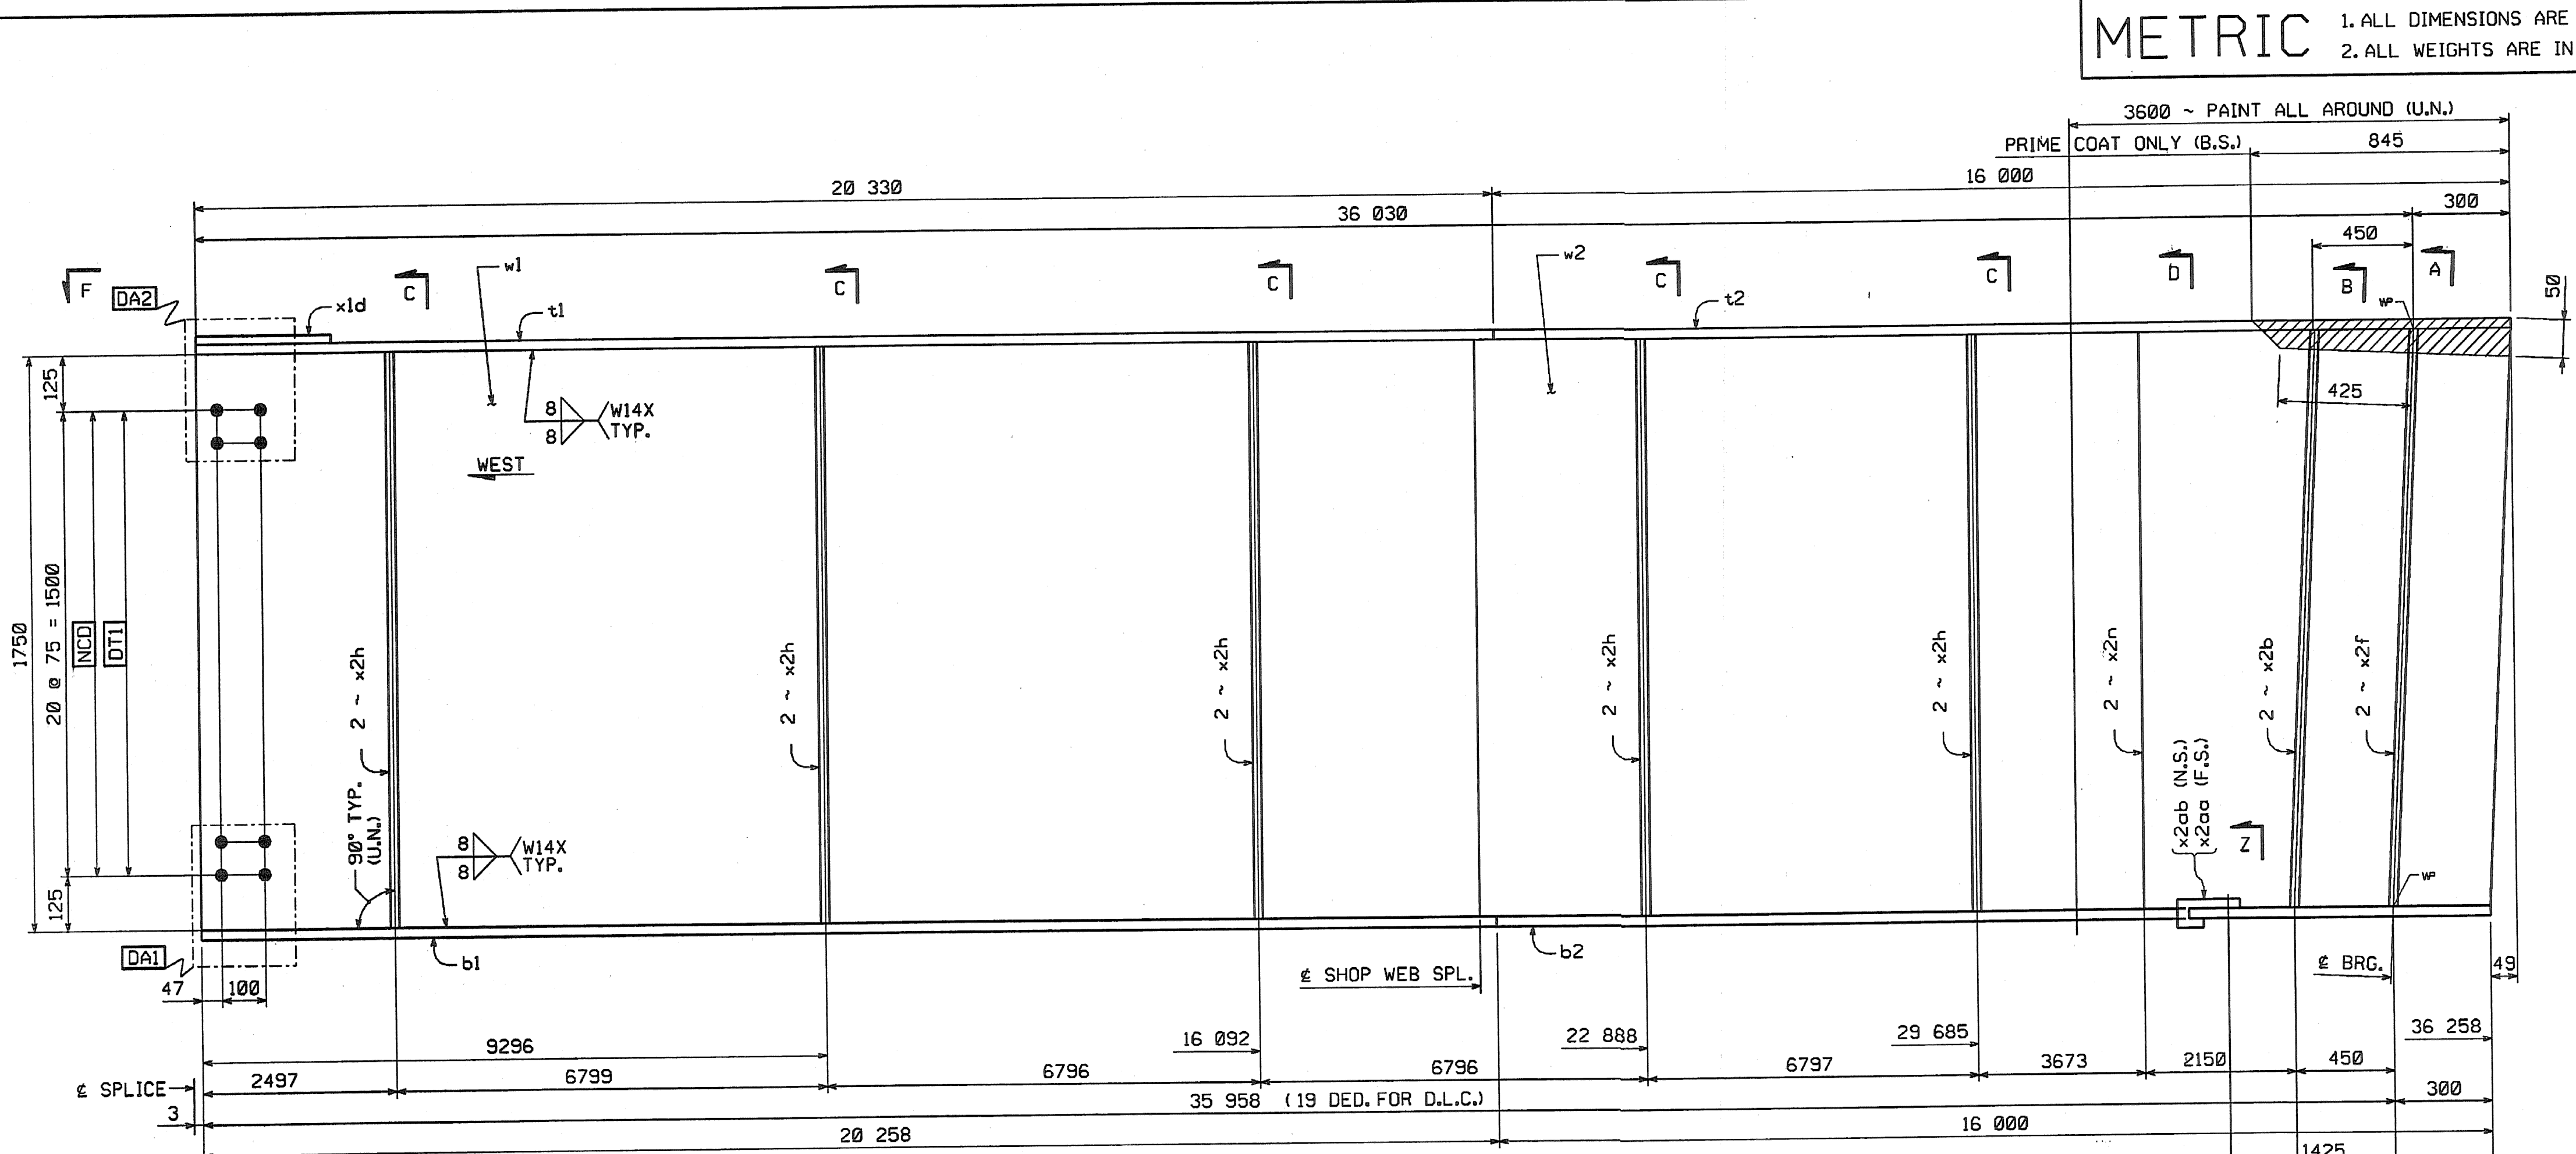 METRIC
1. ALL DIMENSIONS ARE
2. ALL WEIGHTS ARE IN
3600 ~ PAINT ALL AROUND (U.N.)
PRIME COAT ONLY (B.S.)
845
20 330
16 000
36 030
300
450
F
DA2
x1d
C
w1
t1
C
C
w2
C
t2
C
D
B
A
WP
50
125
8
8
W14X
TYP.
425
WEST
1750
20 @ 75 = 1500
NCD
DT1
2 ~ x2h
2 ~ x2h
2 ~ x2h
2 ~ x2h
2 ~ x2h
2 ~ x2n
2 ~ x2b
2 ~ x2f
90° TYP.
(U.N.)
x2ab (N.S.)
x2aa (F.S.)
Z
8
8
W14X
TYP.
WP
125
DA1
b1
b2
47
100
℄ SHOP WEB SPL.
℄ BRG.
49
9296
16 092
22 888
29 685
36 258
℄ SPLICE
2497
6799
6796
6796
6797
3673
2150
450
3
35 958 (19 DED. FOR D.L.C.)
300
20 258
16 000
1425